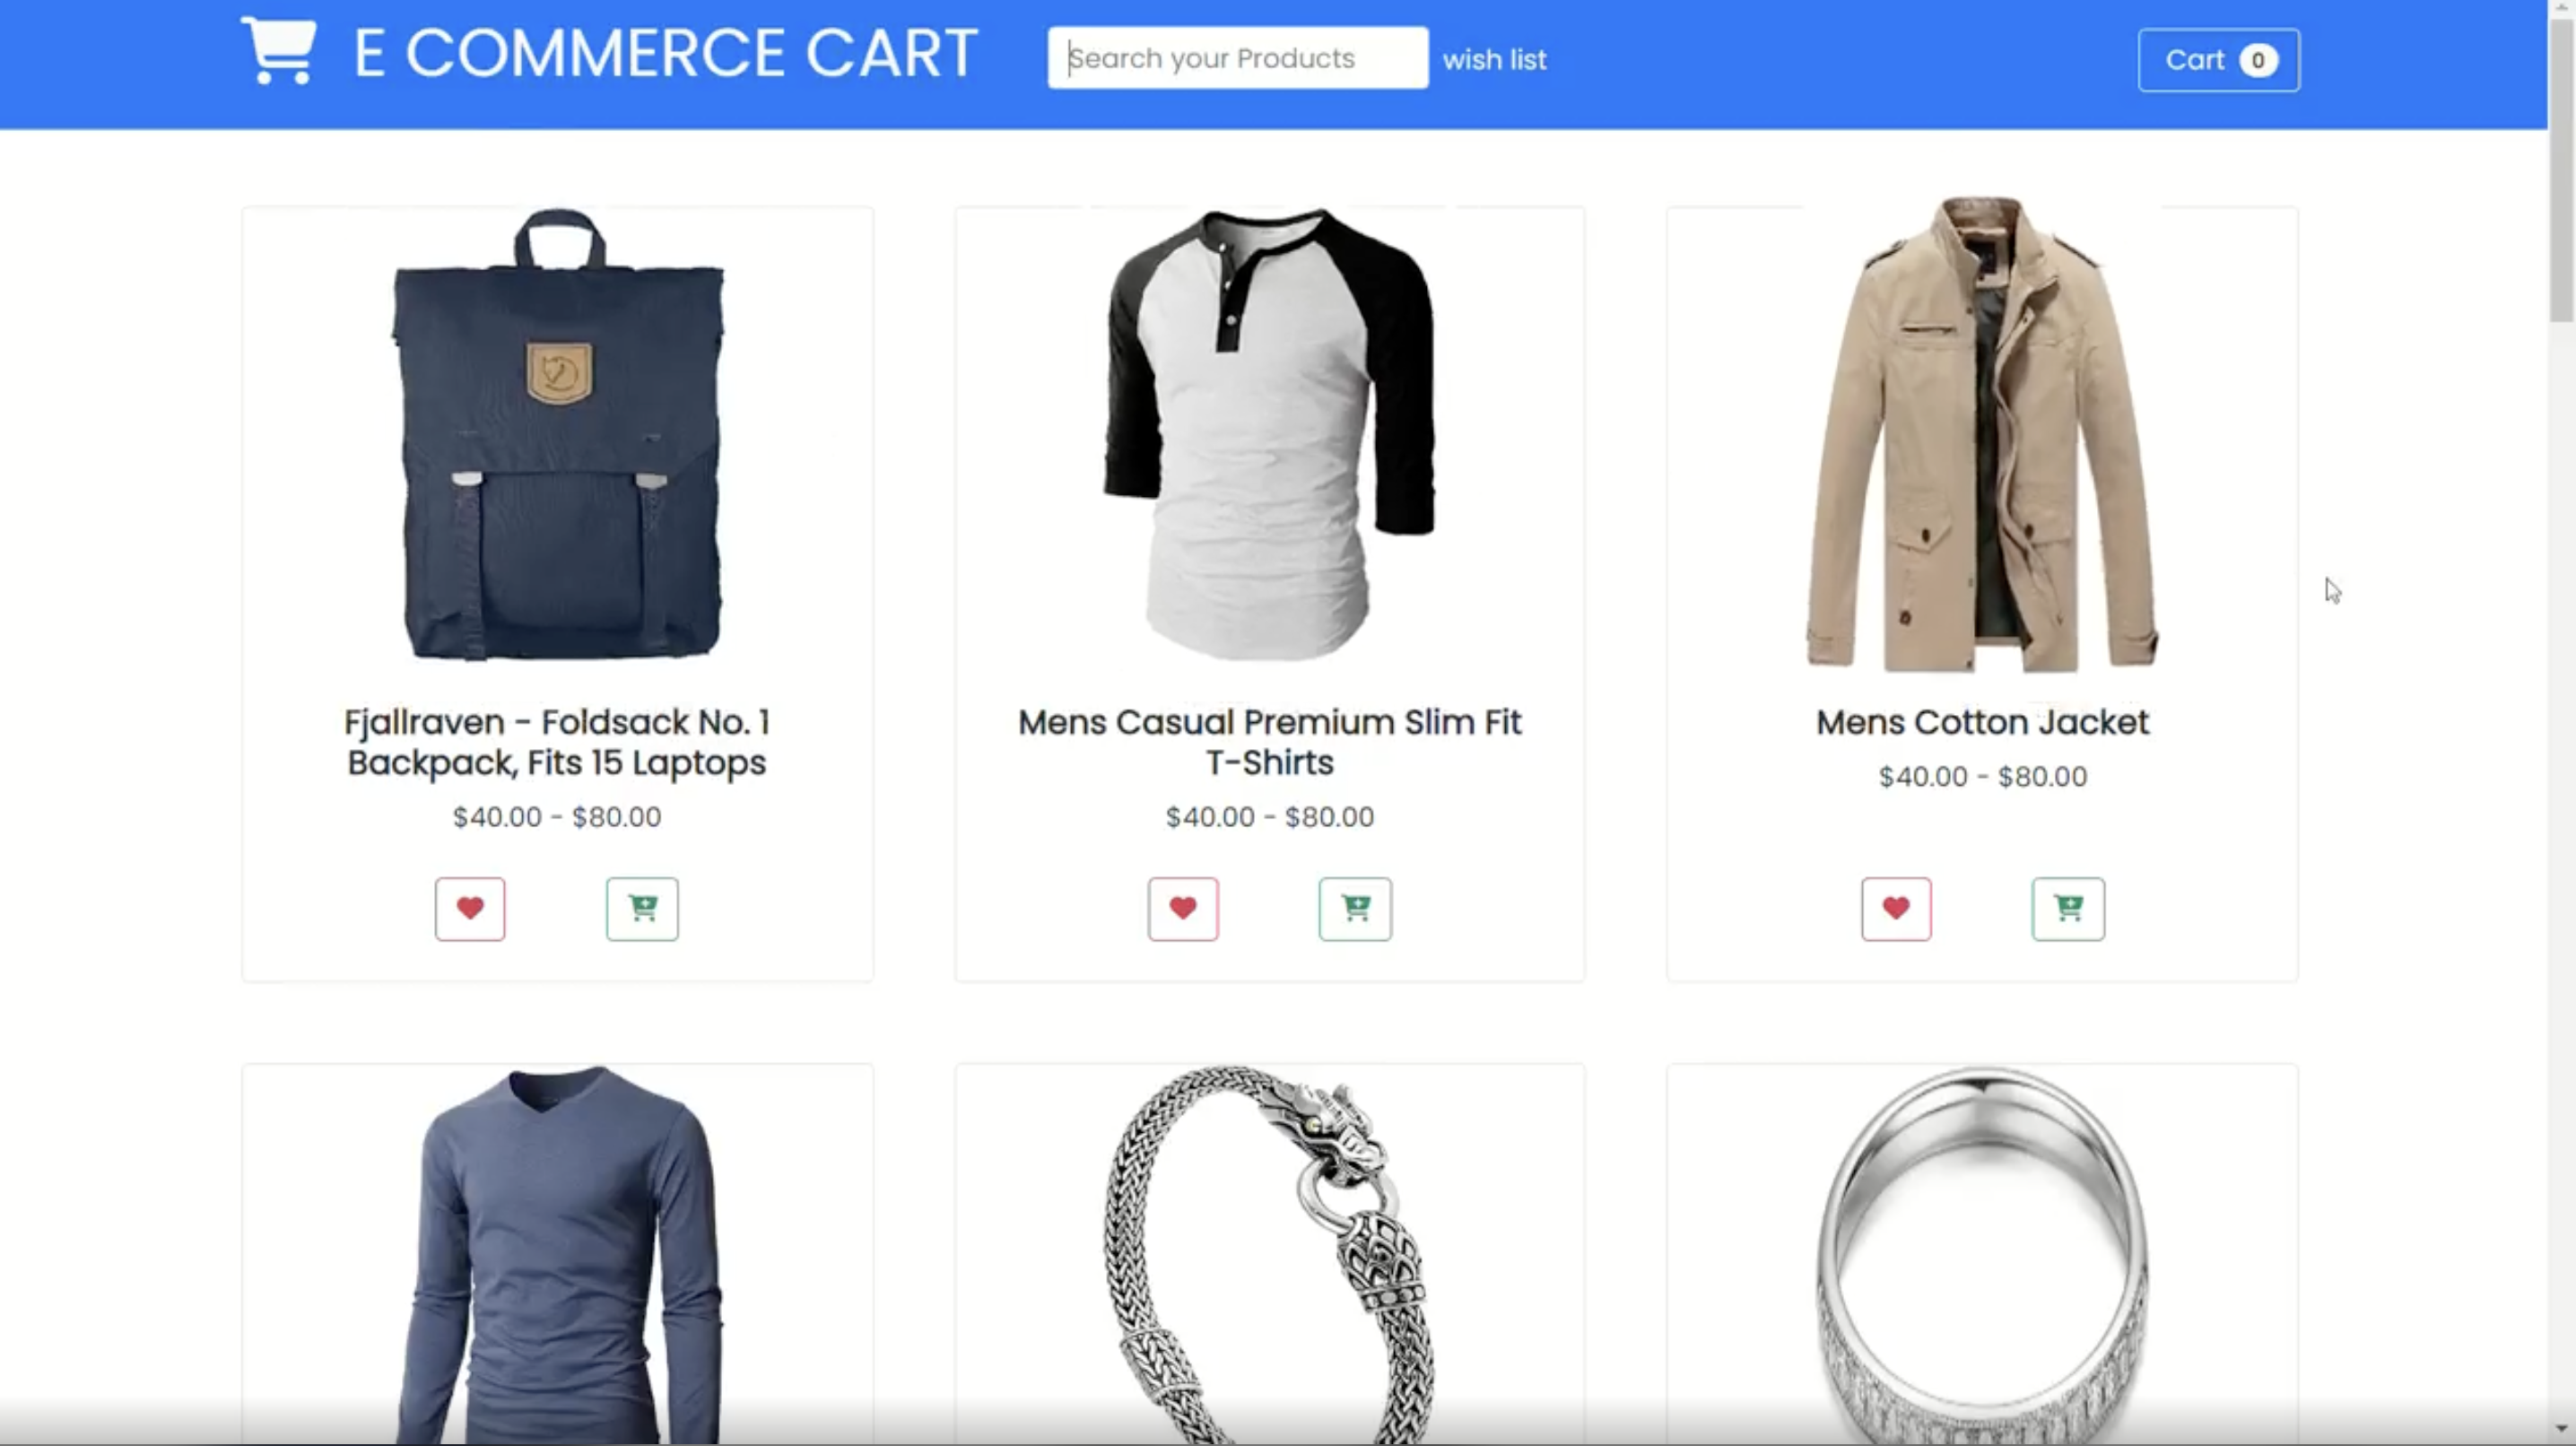 E COMMERCE CART
Search your Products
wish list
Cart 0
Fjallraven - Foldsack No. 1
Backpack, Fits 15 Laptops
$40.00 - $80.00
Mens Casual Premium Slim Fit
T-Shirts
$40.00 - $80.00
Mens Cotton Jacket
$40.00 - $80.00